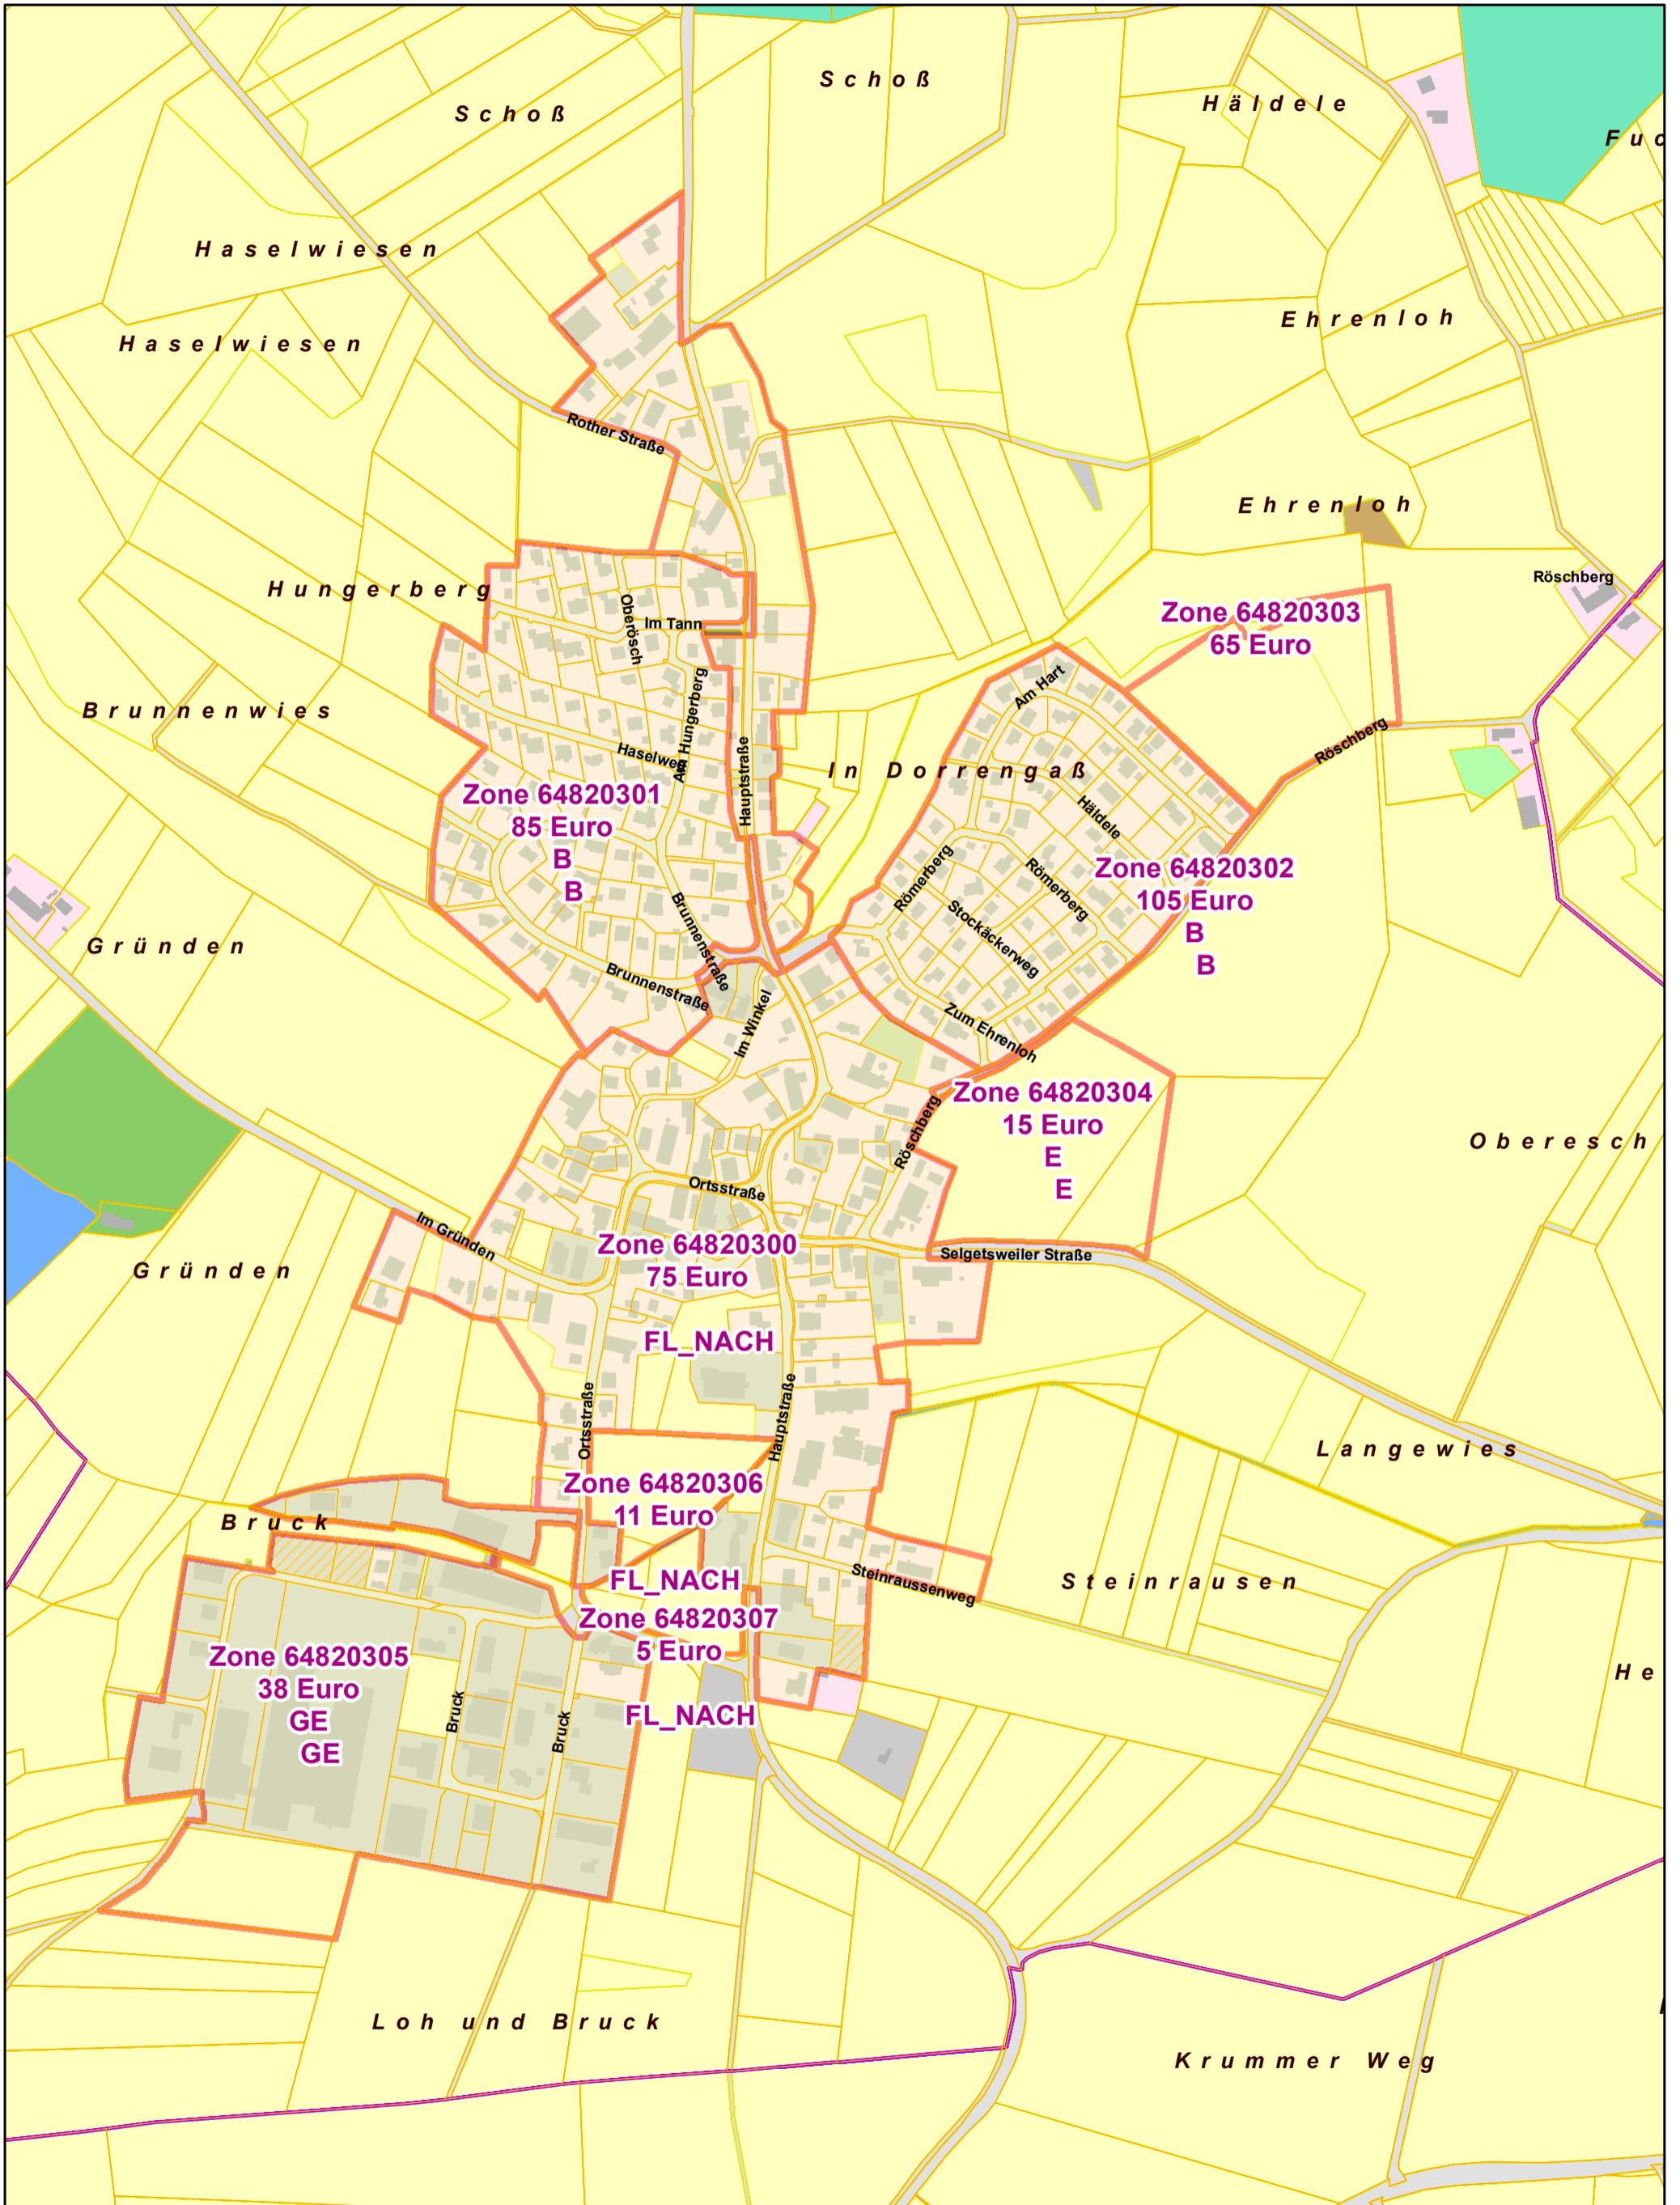 Schoß
Schoß
Häldele
Fuc
Haselwiesen
Haselwiesen
Ehrenloh
Rother Straße
Ehrenloh
Röschberg
Hungerberg
Oberösch
Im Tann
Zone 64820303
65 Euro
Am Hart
Brunnenwies
Am Hungerberg
Haselweg
Hauptstraße
Röschberg
In Dorrengaß
Zone 64820301
85 Euro
B
B
Häldele
Römerberg
Römerberg
Zone 64820302
105 Euro
B
B
Stockäckerweg
Gründen
Brunnenstraße
Brunnenstraße
Im Winkel
Zum Ehrenloh
Zone 64820304
15 Euro
E
E
Röschberg
Oberesch
Ortsstraße
Im Gründen
Zone 64820300
75 Euro
FL_NACH
Selgetsweiler Straße
Gründen
Ortsstraße
Hauptstraße
Langewies
Zone 64820306
11 Euro
FL_NACH
Bruck
Steinraussenweg
Steinrausen
Zone 64820307
5 Euro
FL_NACH
Zone 64820305
38 Euro
GE
GE
Bruck
Bruck
He
Loh und Bruck
Krummer Weg